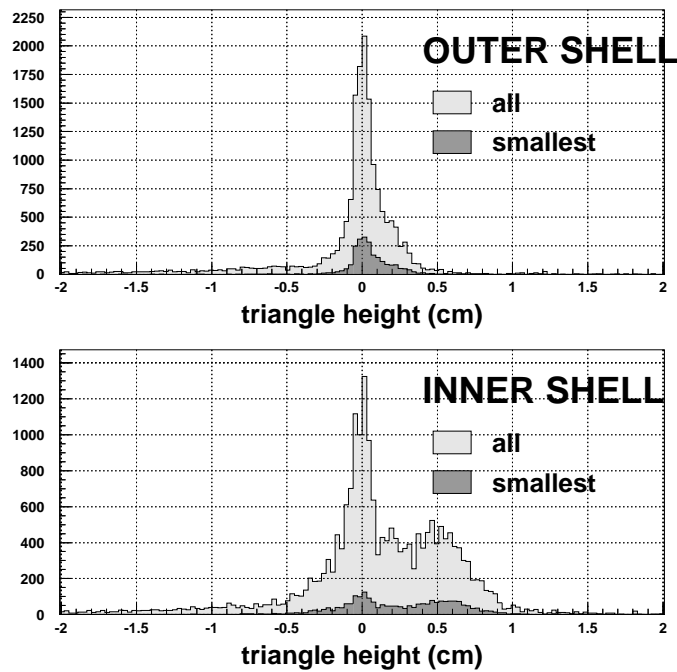 2250
2000
1750
1500
1250
1000
750
500
250
0
OUTER SHELL
all
smallest
-2 -1.5 -1 -0.5 0 0.5 1 1.5 2
triangle height (cm)
1400
1200
1000
800
600
400
200
0
INNER SHELL
all
smallest
-2 -1.5 -1 -0.5 0 0.5 1 1.5 2
triangle height (cm)